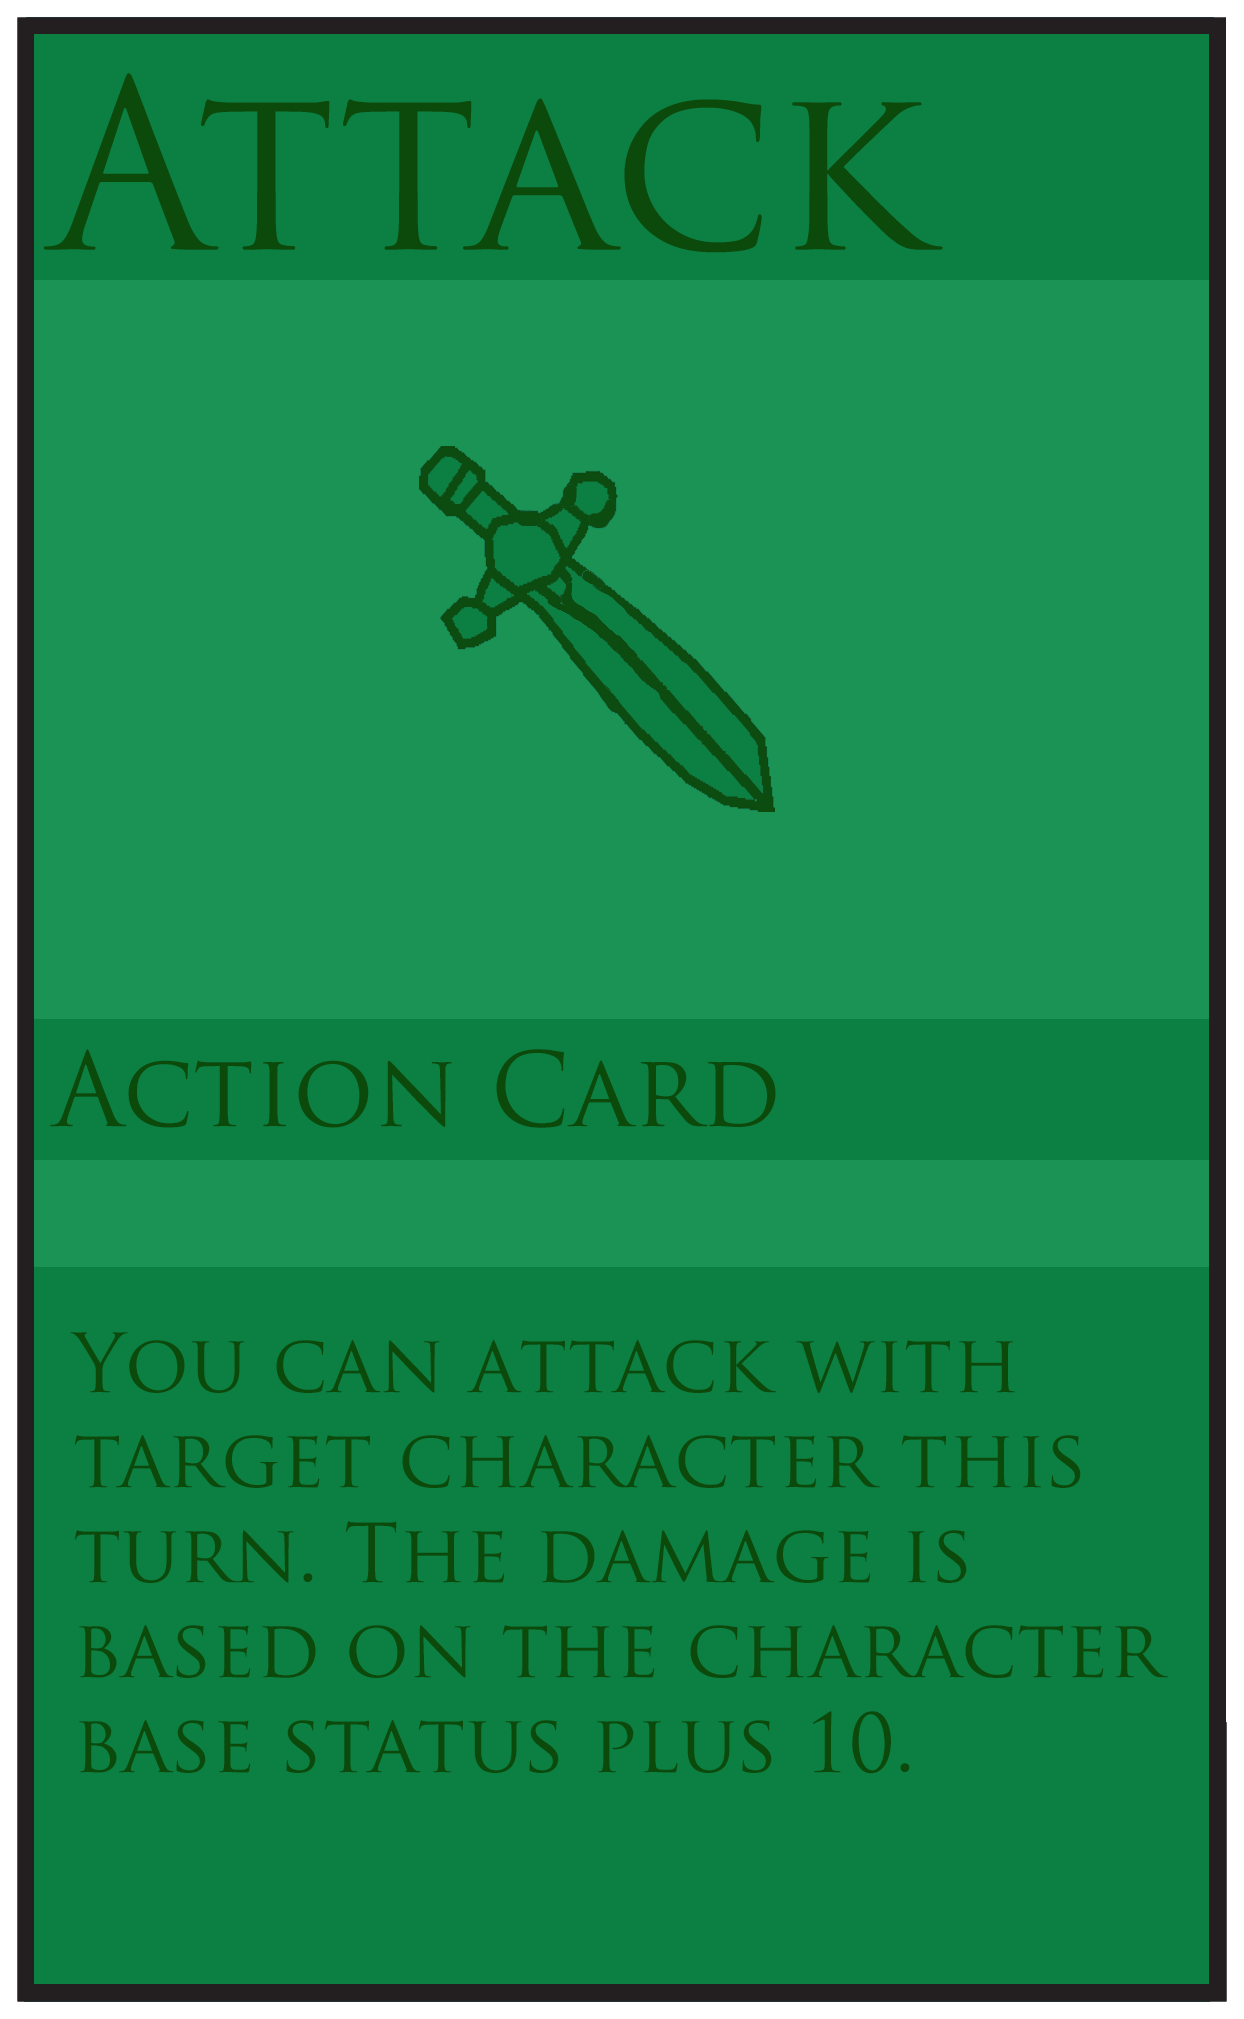 Attack
Action Card
You can attack with
target character this
turn. The damage is
based on the character
base status plus 10.